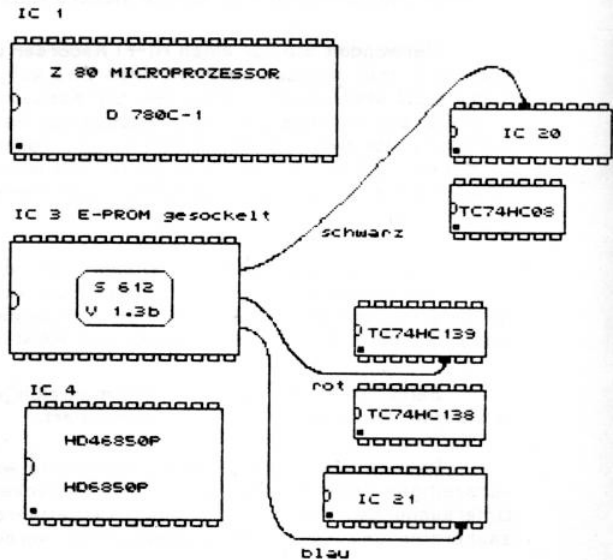 IC 1
Z 80 MICROPROZESSOR
D 780C-1
IC 20
TC74HC08
IC 3 E-PROM gesockelt
schwarz
S 612
V 1.3b
TC74HC139
rot
TC74HC138
IC 4
HD46850P
HD6850P
IC 21
blau